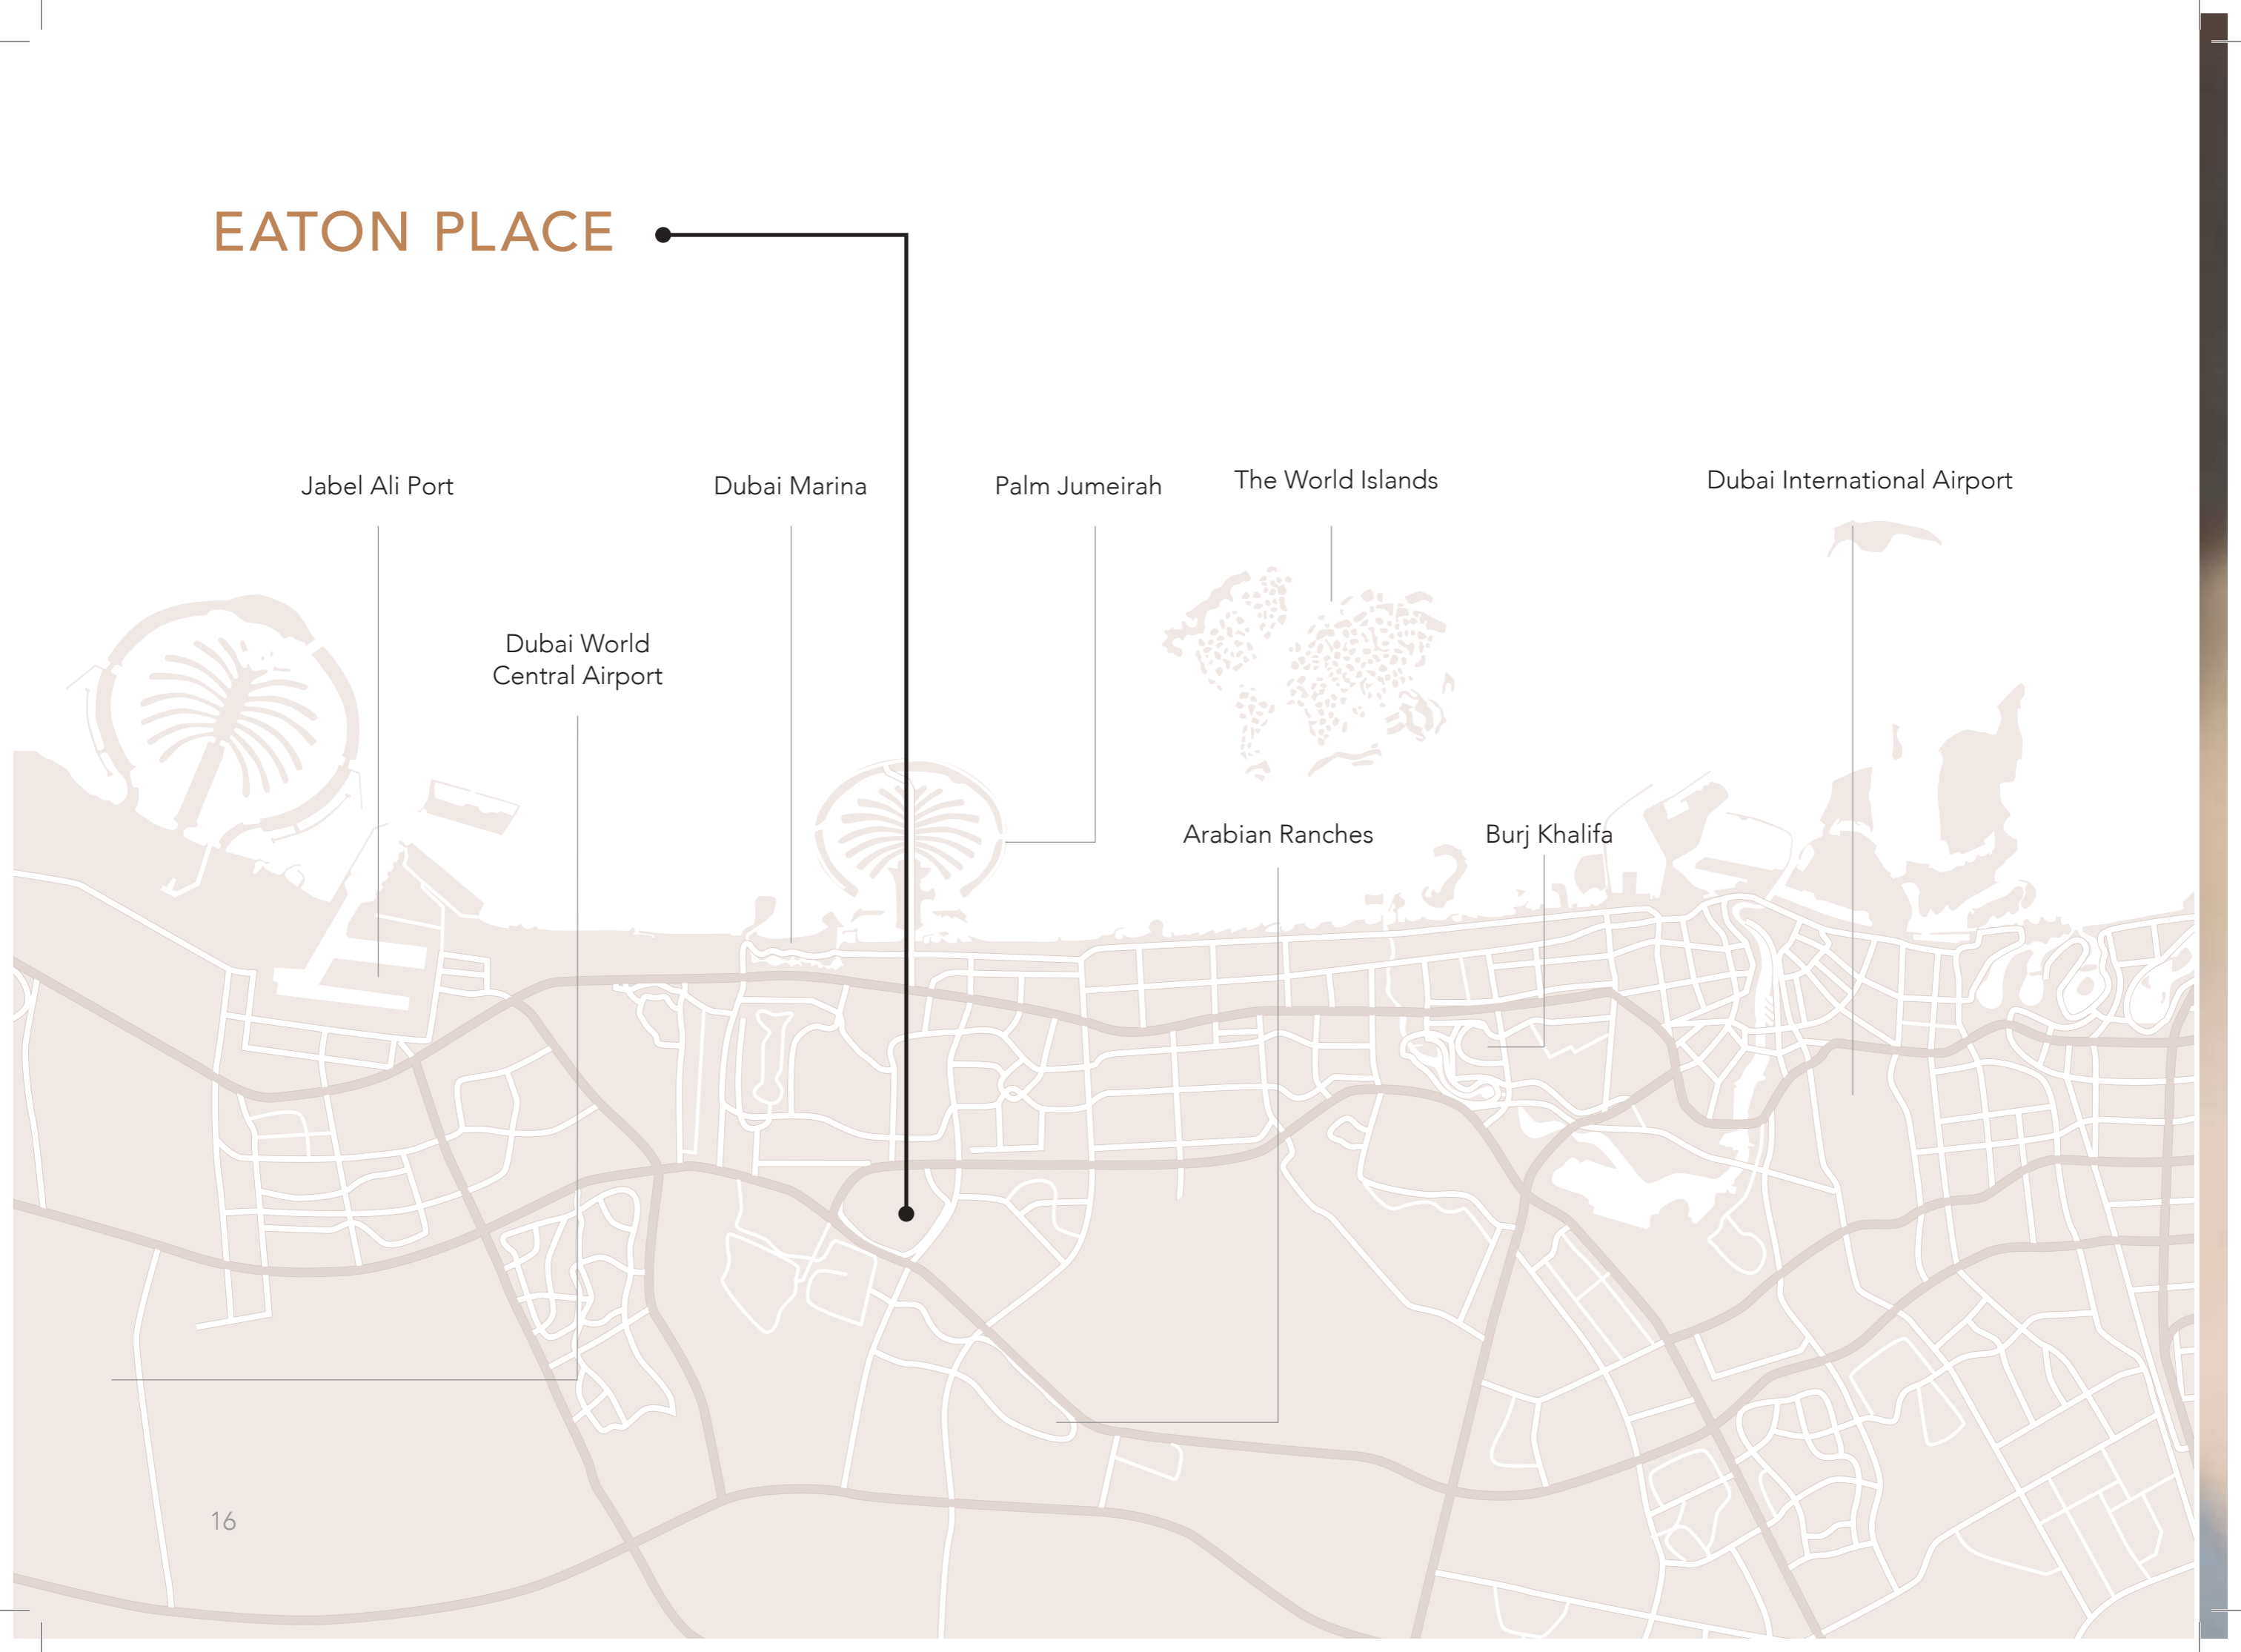 EATON PLACE
Jabel Ali Port
Dubai Marina
Palm Jumeirah
The World Islands
Dubai International Airport
Dubai World
Central Airport
Arabian Ranches
Burj Khalifa
16